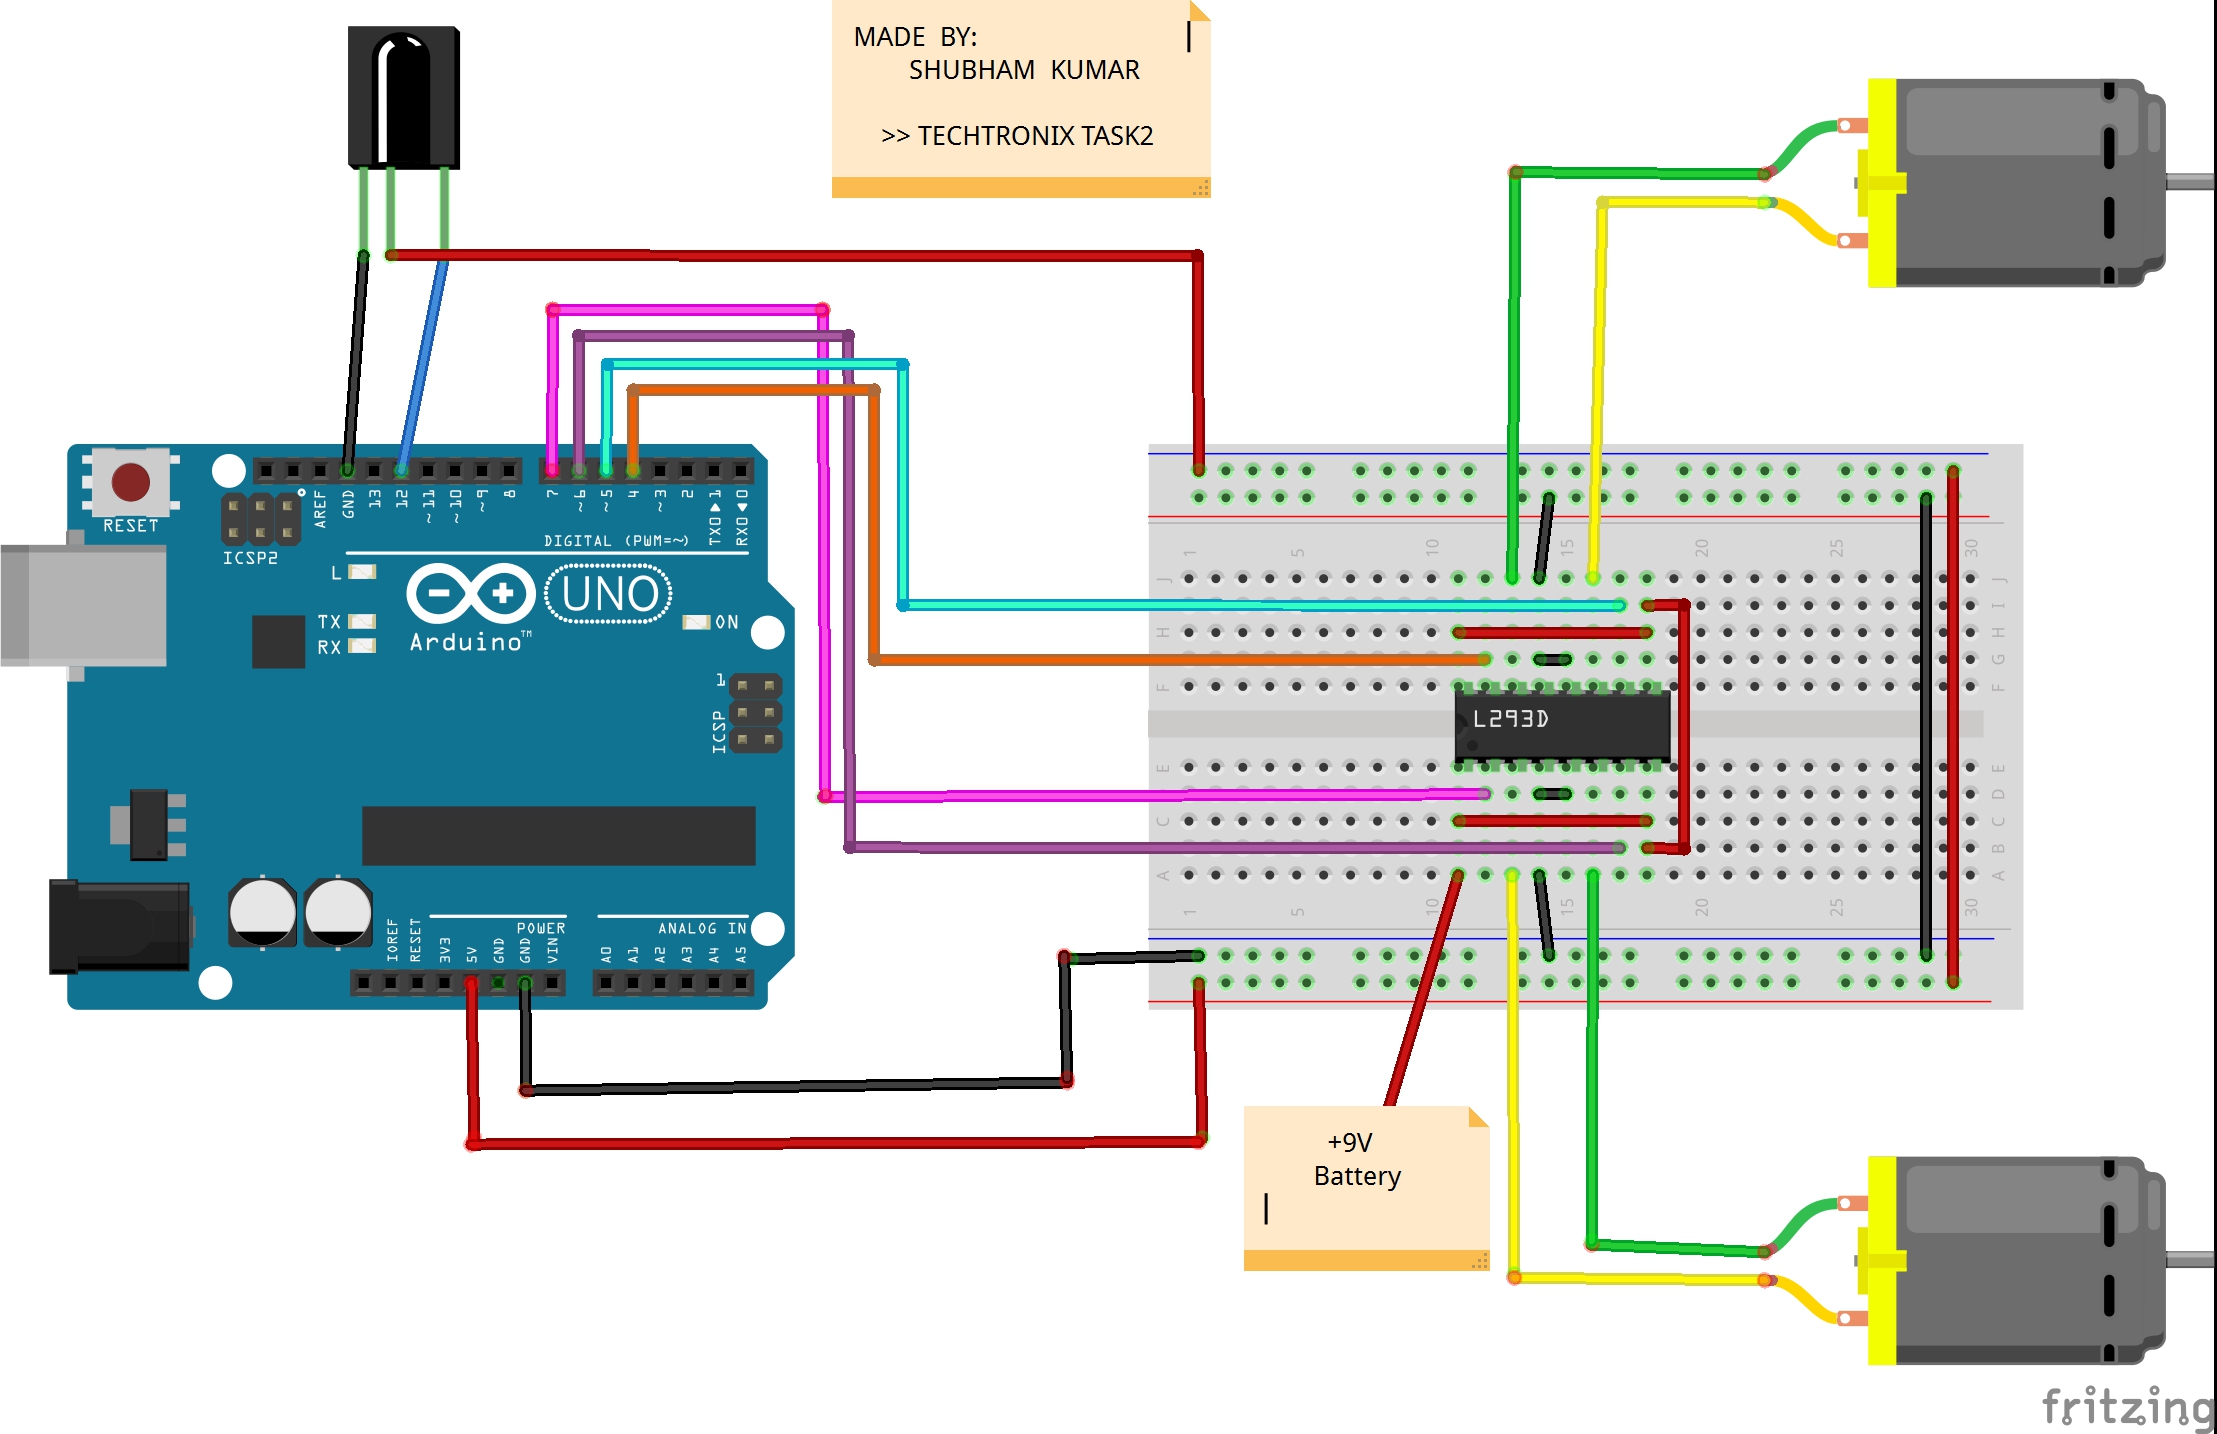 MADE BY:
SHUBHAM KUMAR
>> TECHTRONIX TASK2
RESET
ICSP2
AREF
GND
13
12
~11
~10
~9
8
7
~6
~5
4
~3
2
TX0▶1
RX0◀0
DIGITAL (PWM=~)
L
TX
RX
UNO
Arduino™
ON
1
ICSP
IOREF
RESET
3V3
5V
GND
GND
VIN
POWER
A0
A1
A2
A3
A4
A5
ANALOG IN
1
5
10
15
20
25
30
J
I
H
G
F
J
I
H
G
F
L293D
E
D
C
B
A
E
D
C
B
A
1
5
10
15
20
25
30
+9V
Battery
fritzing